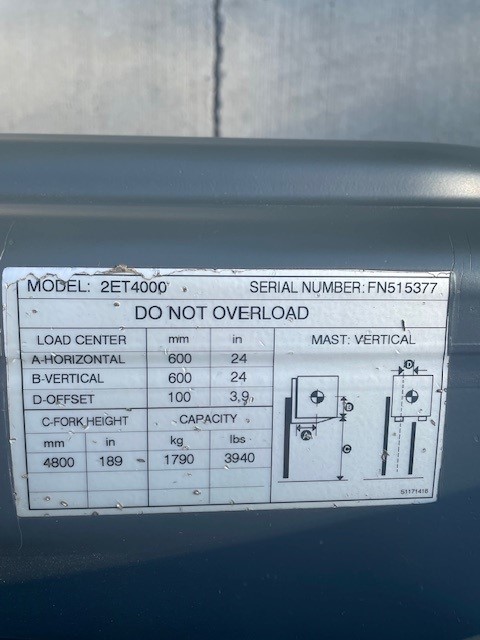 MODEL: 2ET4000 SERIAL NUMBER: FN515377
DO NOT OVERLOAD
LOAD CENTER mm in MAST: VERTICAL
A-HORIZONTAL 600 24
B-VERTICAL 600 24
D-OFFSET 100 3.9
C-FORK HEIGHT CAPACITY
mm in kg lbs
4800 189 1790 3940
D
B
A
C
51171418